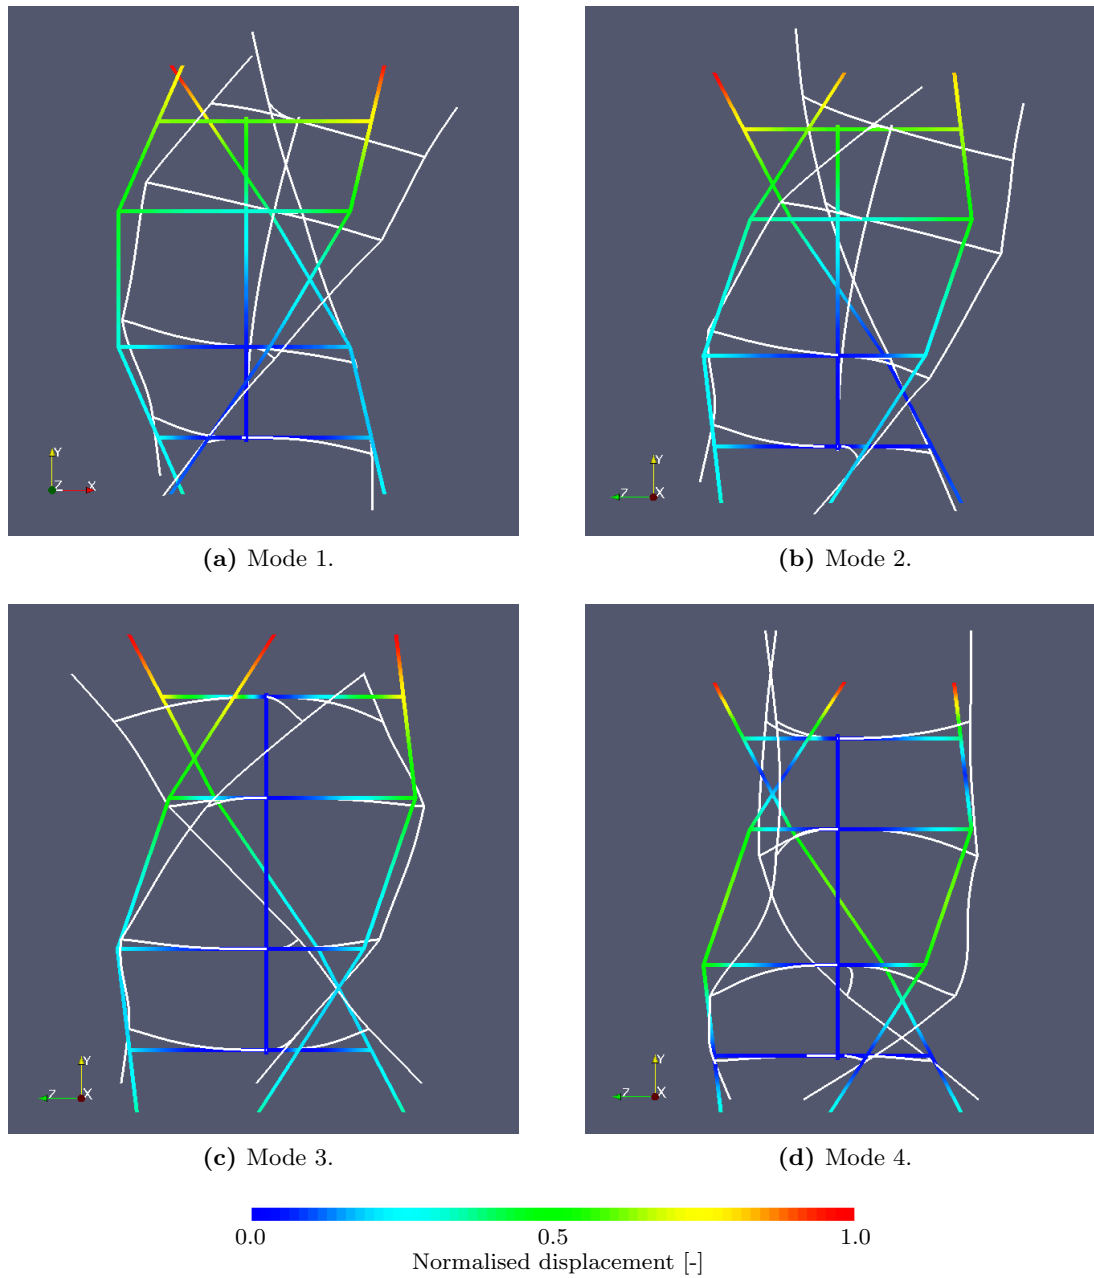 Y
Z X
Y
Z X
(a) Mode 1.
(b) Mode 2.
Y
Z X
Y
Z X
(c) Mode 3.
(d) Mode 4.
0.0 0.5 1.0
Normalised displacement [-]